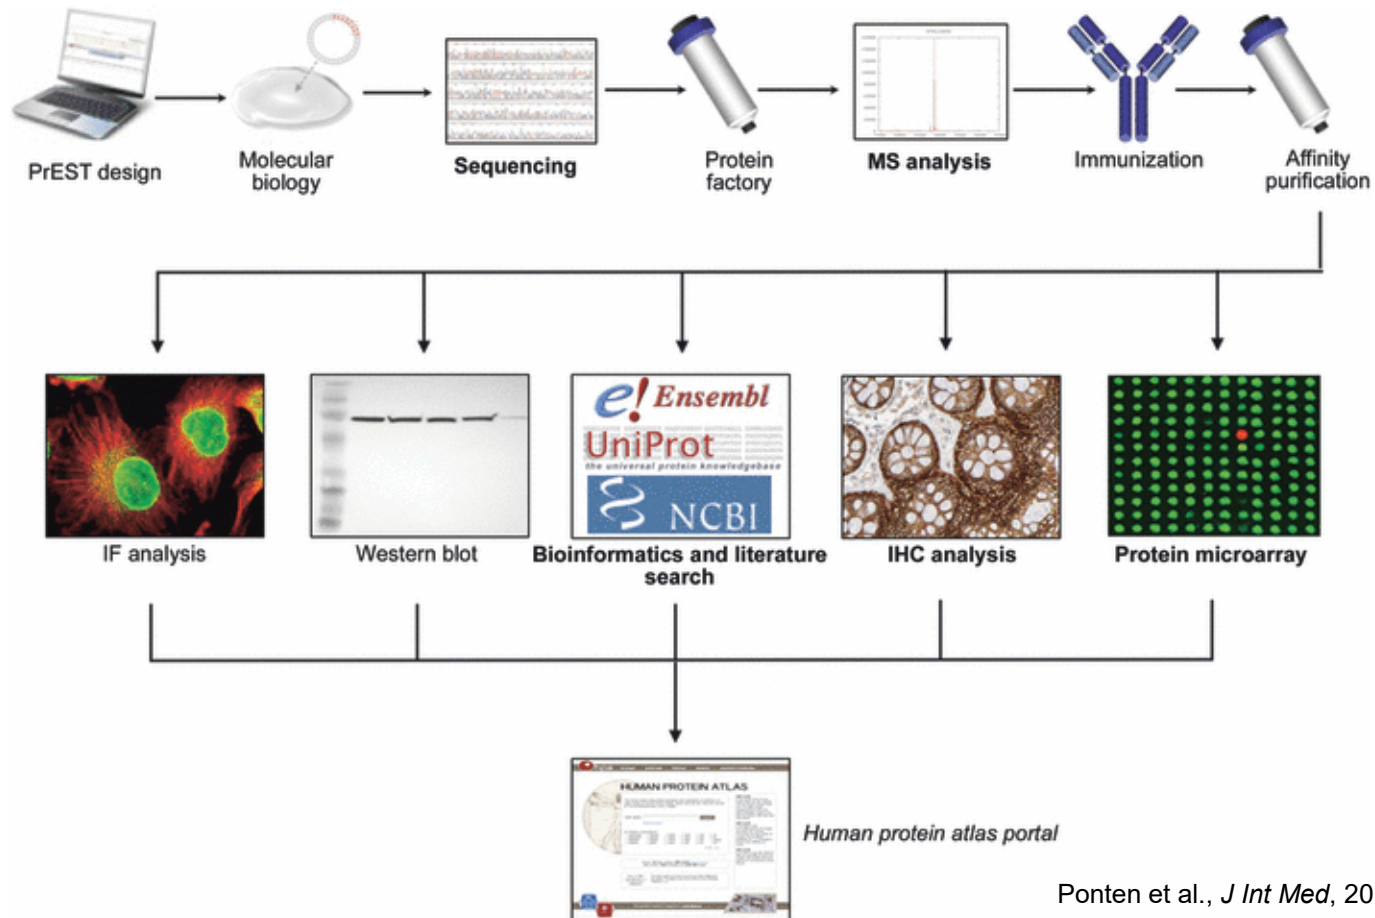 PrEST design
Molecular
biology
Sequencing
Protein
factory
MS analysis
Immunization
Affinity
purification
e! Ensembl
UniProt
the universal protein knowledgebase
NCBI
IF analysis
Western blot
Bioinformatics and literature
search
IHC analysis
Protein microarray
HUMAN PROTEIN ATLAS
Human protein atlas portal
Ponten et al., J Int Med, 20